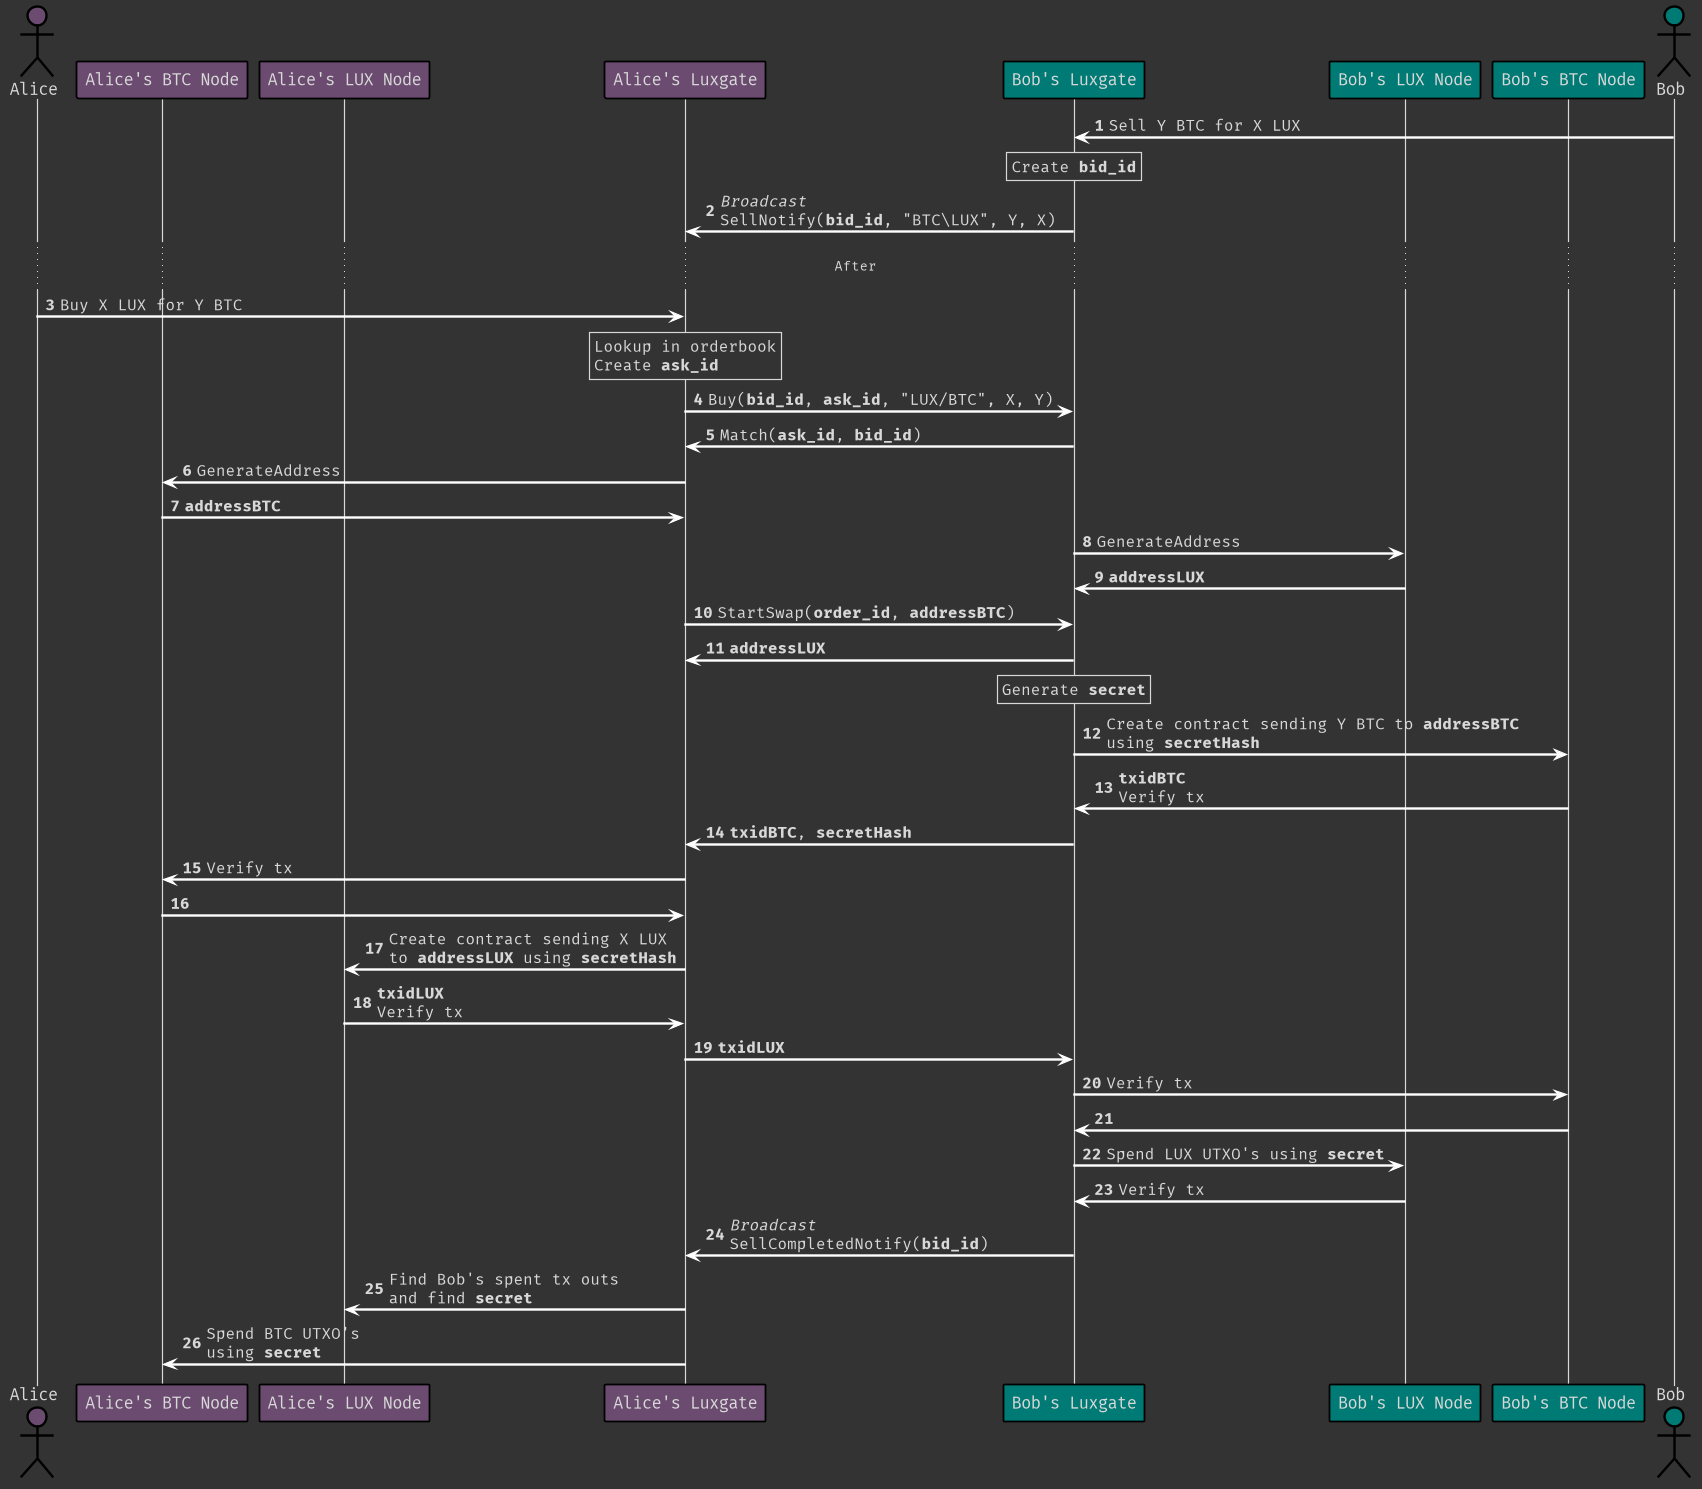 Alice
Alice's BTC Node
Alice's LUX Node
Alice's Luxgate
Bob's Luxgate
Bob's LUX Node
Bob's BTC Node
Bob
1 Sell Y BTC for X LUX
Create bid_id
2 Broadcast
SellNotify(bid_id, "BTC\LUX", Y, X)
After
3 Buy X LUX for Y BTC
Lookup in orderbook
Create ask_id
4 Buy(bid_id, ask_id, "LUX/BTC", X, Y)
5 Match(ask_id, bid_id)
6 GenerateAddress
7 addressBTC
8 GenerateAddress
9 addressLUX
10 StartSwap(order_id, addressBTC)
11 addressLUX
Generate secret
12 Create contract sending Y BTC to addressBTC
using secretHash
13 txidBTC
Verify tx
14 txidBTC, secretHash
15 Verify tx
16
17 Create contract sending X LUX
to addressLUX using secretHash
18 txidLUX
Verify tx
19 txidLUX
20 Verify tx
21
22 Spend LUX UTXO's using secret
23 Verify tx
24 Broadcast
SellCompletedNotify(bid_id)
25 Find Bob's spent tx outs
and find secret
26 Spend BTC UTXO's
using secret
Alice
Alice's BTC Node
Alice's LUX Node
Alice's Luxgate
Bob's Luxgate
Bob's LUX Node
Bob's BTC Node
Bob